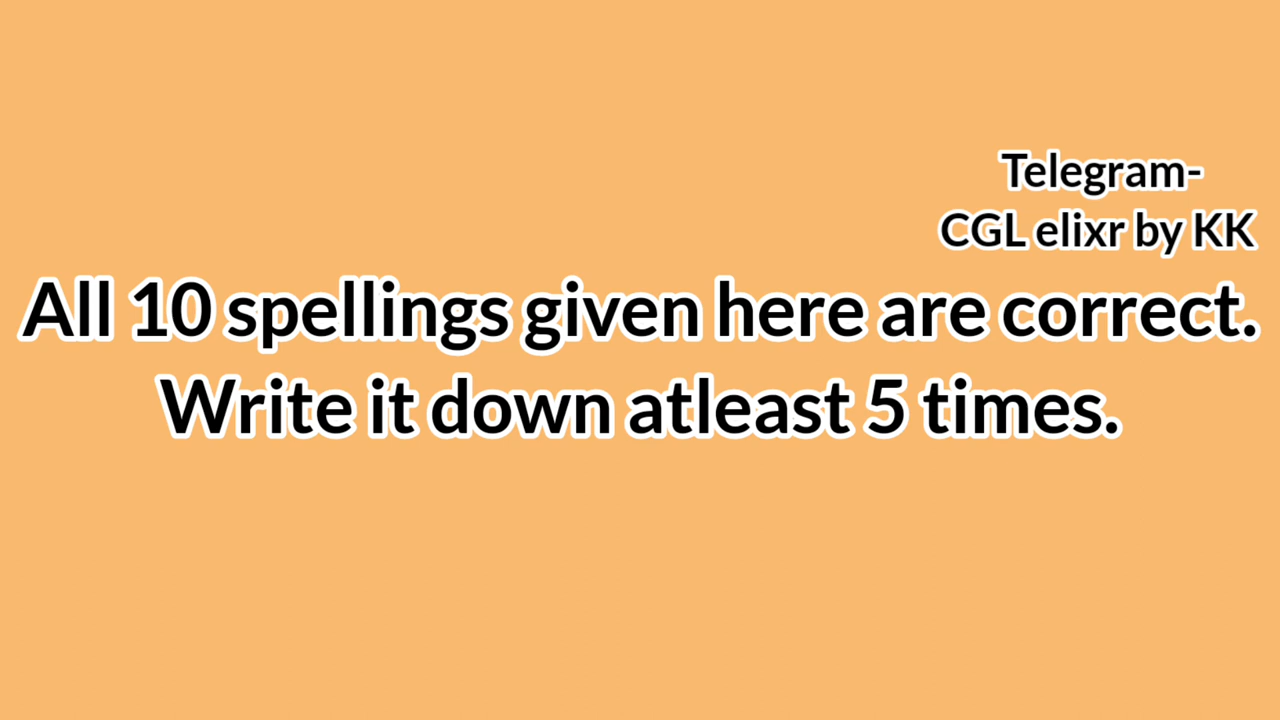 Telegram-
CGL elixr by KK
All 10 spellings given here are correct.
Write it down atleast 5 times.